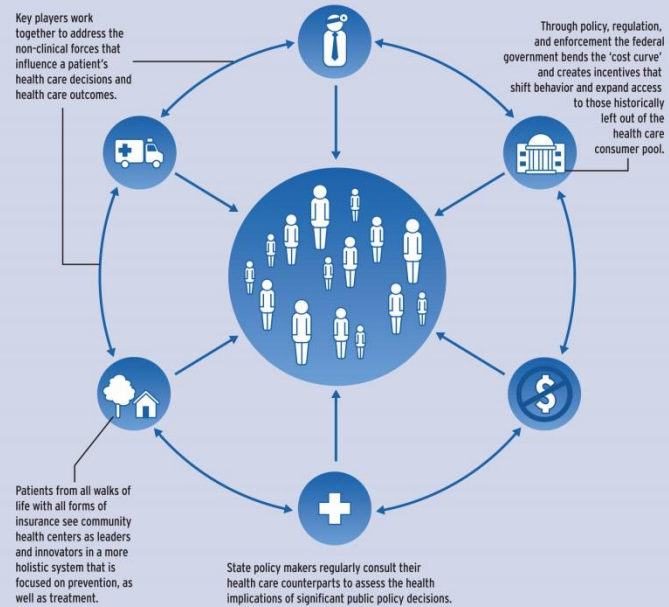 Key players work
together to address the
non-clinical forces that
influence a patient's
health care decisions and
health care outcomes.
Through policy, regulation,
and enforcement the federal
government bends the ‘cost curve’
and creates incentives that
shift behavior and expand access
to those historically
left out of the
health care
consumer pool.
$
Patients from all walks of
life with all forms of
insurance see community
health centers as leaders
and innovators in a more
holistic system that is
focused on prevention, as
well as treatment.
State policy makers regularly consult their
health care counterparts to assess the health
implications of significant public policy decisions.